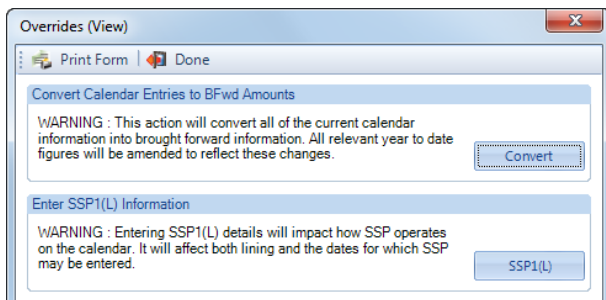 Overrides (View)
Print Form Done
Convert Calendar Entries to BFwd Amounts
WARNING : This action will convert all of the current calendar
information into brought forward information. All relevant year to date
figures will be amended to reflect these changes.
Convert
Enter SSP1(L) Information
WARNING : Entering SSP1(L) details will impact how SSP operates
on the calendar. It will affect both lining and the dates for which SSP
may be entered.
SSP1(L)